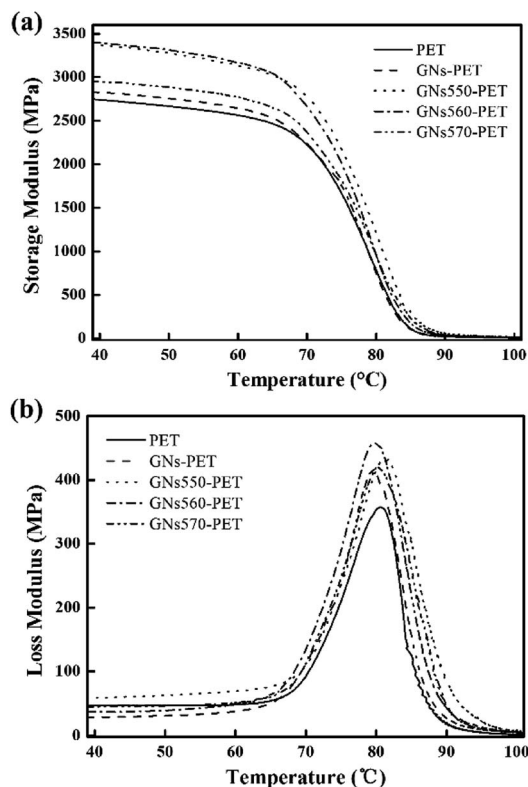 (a)
Storage Modulus (MPa)
3500
3000
2500
2000
1500
1000
500
0
PET
GNs-PET
GNs550-PET
GNs560-PET
GNs570-PET
40 50 60 70 80 90 100
Temperature (°C)
(b)
Loss Modulus (MPa)
500
400
300
200
100
0
PET
GNs-PET
GNs550-PET
GNs560-PET
GNs570-PET
40 50 60 70 80 90 100
Temperature (℃)